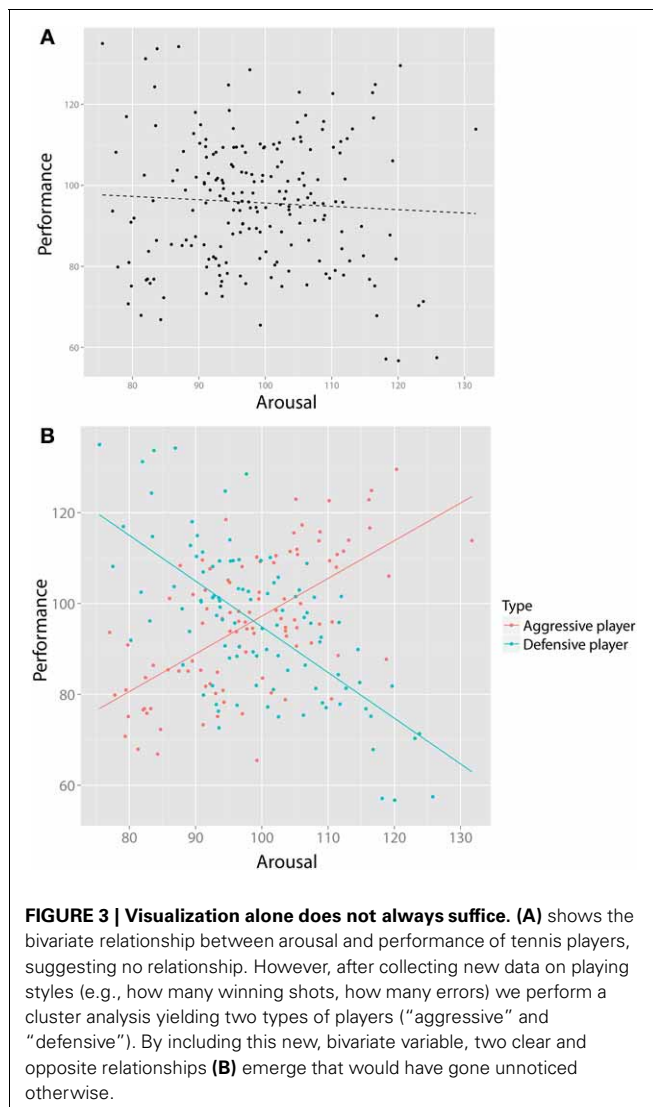 A
120
100
80
60
Performance
80 90 100 110 120 130
Arousal
B
120
100
80
60
Performance
80 90 100 110 120 130
Arousal
Type
Aggressive player
Defensive player
FIGURE 3 | Visualization alone does not always suffice. (A) shows the
bivariate relationship between arousal and performance of tennis players,
suggesting no relationship. However, after collecting new data on playing
styles (e.g., how many winning shots, how many errors) we perform a
cluster analysis yielding two types of players (“aggressive” and
“defensive”). By including this new, bivariate variable, two clear and
opposite relationships (B) emerge that would have gone unnoticed
otherwise.